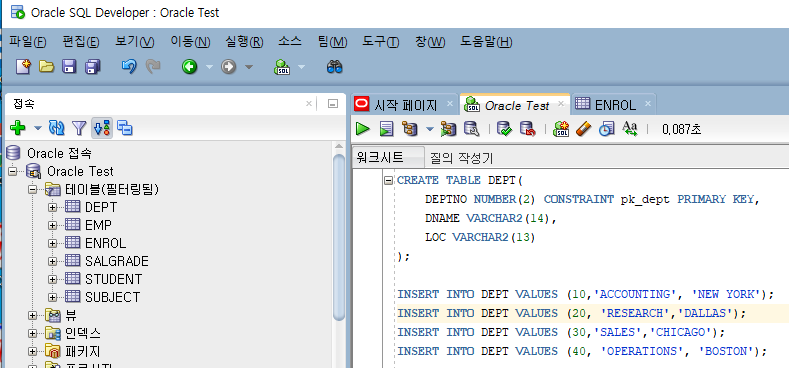 Oracle SQL Developer : Oracle Test
파일(F) 편집(E) 보기(V) 이동(N) 실행(R) 소스 팀(M) 도구(T) 창(W) 도움말(H)
접속
시작 페이지 Oracle Test ENROL
0.087초
워크시트 질의 작성기
Oracle 접속
Oracle Test
테이블(필터링됨)
DEPT
EMP
ENROL
SALGRADE
STUDENT
SUBJECT
뷰
인덱스
패키지
CREATE TABLE DEPT(
DEPTNO NUMBER(2) CONSTRAINT pk_dept PRIMARY KEY,
DNAME VARCHAR2(14),
LOC VARCHAR2(13)
);
INSERT INTO DEPT VALUES (10,'ACCOUNTING', 'NEW YORK');
INSERT INTO DEPT VALUES (20, 'RESEARCH','DALLAS');
INSERT INTO DEPT VALUES (30,'SALES','CHICAGO');
INSERT INTO DEPT VALUES (40, 'OPERATIONS', 'BOSTON');